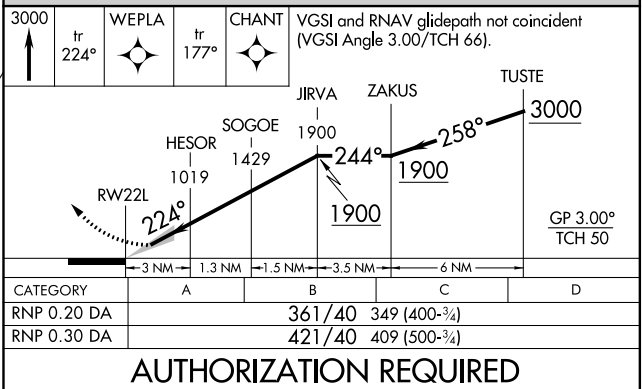 3000 tr 224° WEPLA tr 177° CHANT
VGSI and RNAV glidepath not coincident
(VGSI Angle 3.00/TCH 66).
TUSTE
3000
258°
ZAKUS
1900
244°
JIRVA
1900
1900
SOGOE
1429
HESOR
1019
RW22L
224°
GP 3.00°
TCH 50
3 NM 1.3 NM 1.5 NM 3.5 NM 6 NM
CATEGORY A B C D
RNP 0.20 DA 361/40 349 (400-¾)
RNP 0.30 DA 421/40 409 (500-¾)
AUTHORIZATION REQUIRED